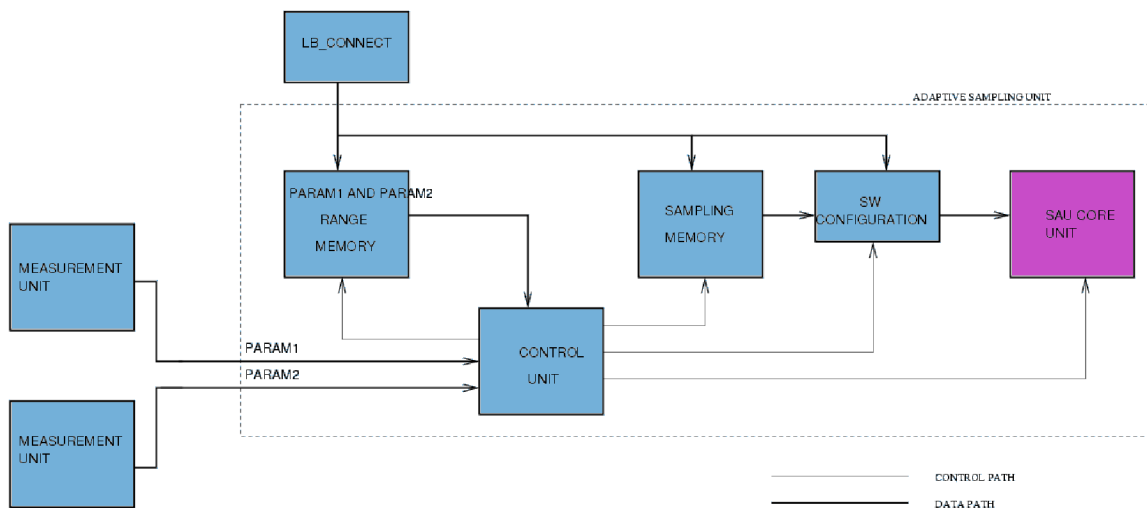 LB_CONNECT
ADAPTIVE SAMPLING UNIT
PARAM1 AND PARAM2
RANGE
MEMORY
SAMPLING
MEMORY
SW
CONFIGURATION
SAU CORE
UNIT
MEASUREMENT
UNIT
PARAM1
CONTROL
UNIT
PARAM2
MEASUREMENT
UNIT
CONTROL PATH
DATA PATH